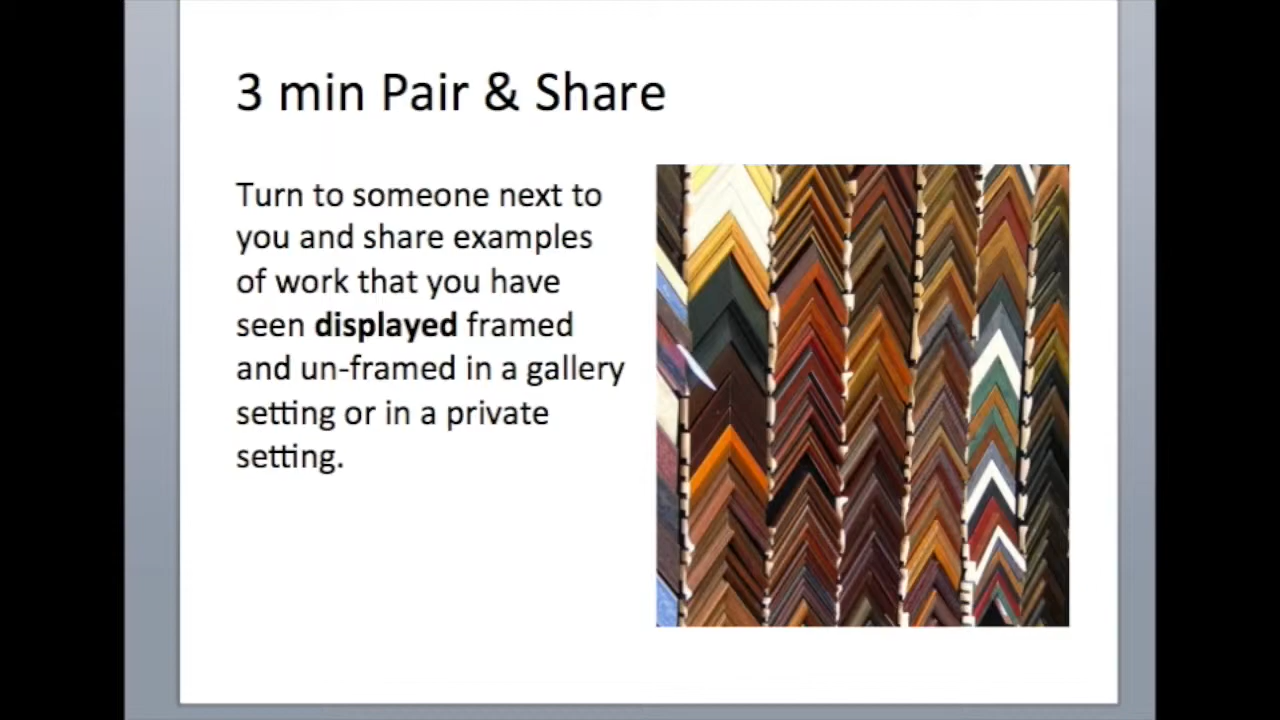 3 min Pair & Share
Turn to someone next to
you and share examples
of work that you have
seen displayed framed
and un-framed in a gallery
setting or in a private
setting.